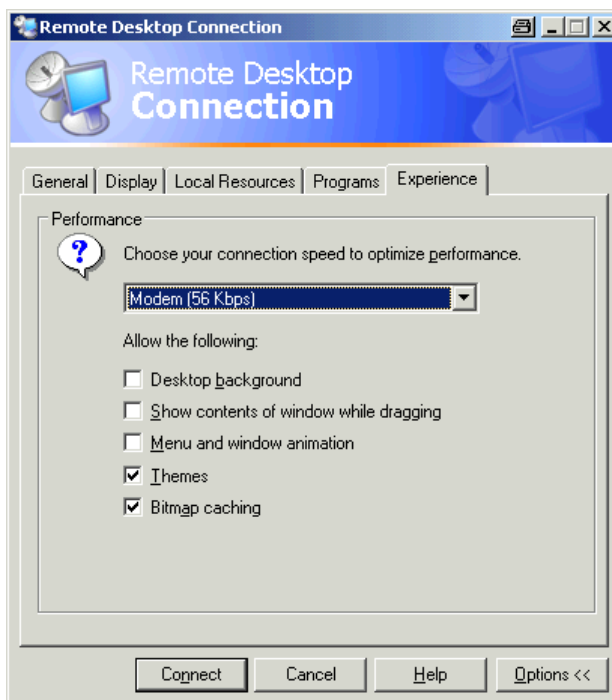 Remote Desktop Connection
Remote Desktop
Connection
General Display Local Resources Programs Experience
Performance
Choose your connection speed to optimize performance.
Modem (56 Kbps)
Allow the following:
Desktop background
Show contents of window while dragging
Menu and window animation
Themes
Bitmap caching
Connect Cancel Help Options <<